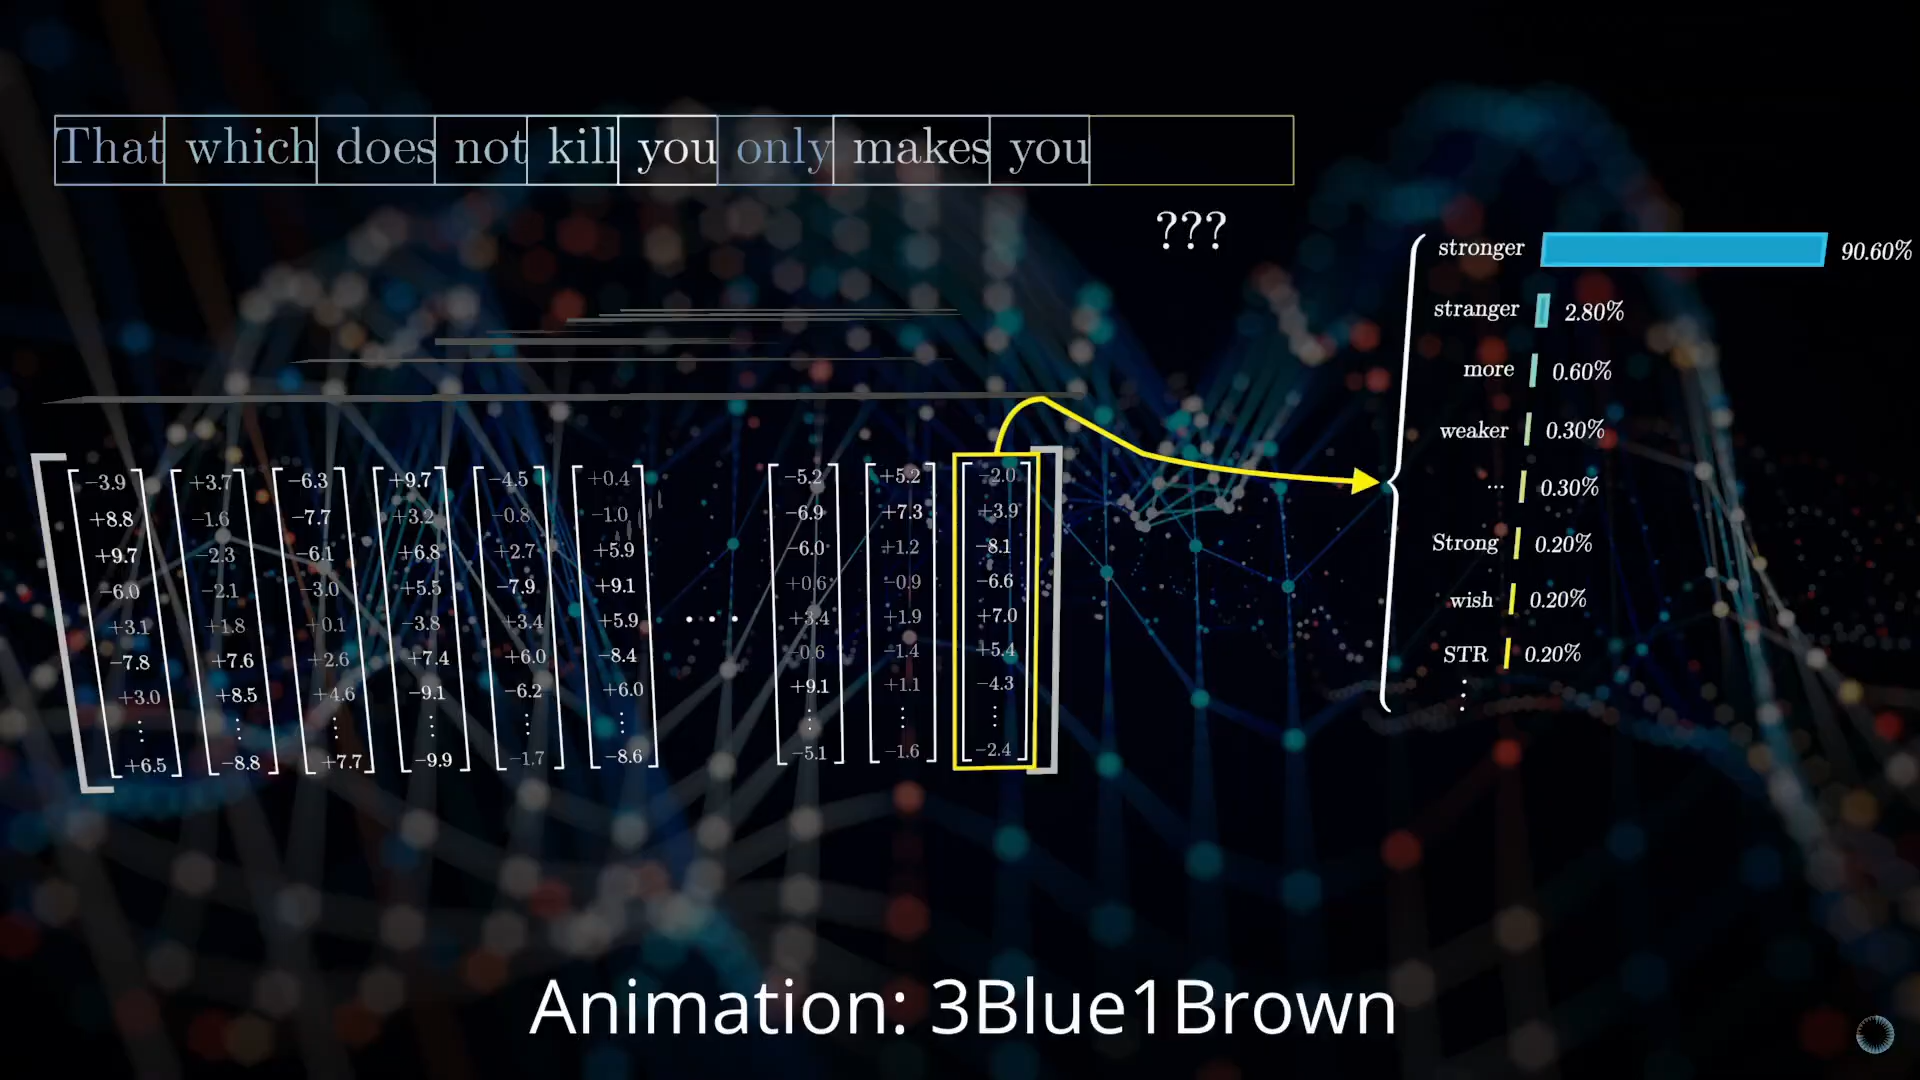 That which does not kill you only makes you
???
stronger 90.60%
stranger 2.80%
more 0.60%
weaker 0.30%
... 0.30%
Strong 0.20%
wish 0.20%
STR 0.20%
−3.9 +3.7 −6.3 +9.7 −4.5 +0.4 −5.2 +5.2 −2.0
+8.8 −1.6 −7.7 +3.2 −0.8 −1.0 −6.9 +7.3 +3.9
+9.7 −2.3 −6.1 +6.8 +2.7 +5.9 −6.0 +1.2 −8.1
−6.0 −2.1 −3.0 +5.5 −7.9 +9.1 +0.6 −0.9 −6.6
+3.1 +1.8 +0.1 −3.8 +3.4 +5.9 ... +3.4 +1.9 +7.0
−7.8 +7.6 +2.6 +7.4 +6.0 −8.4 −0.6 −1.4 +5.4
+3.0 +8.5 +4.6 −9.1 −6.2 +6.0 +9.1 +1.1 −4.3
+6.5 −8.8 +7.7 −9.9 −1.7 −8.6 −5.1 −1.6 −2.4
Animation: 3Blue1Brown